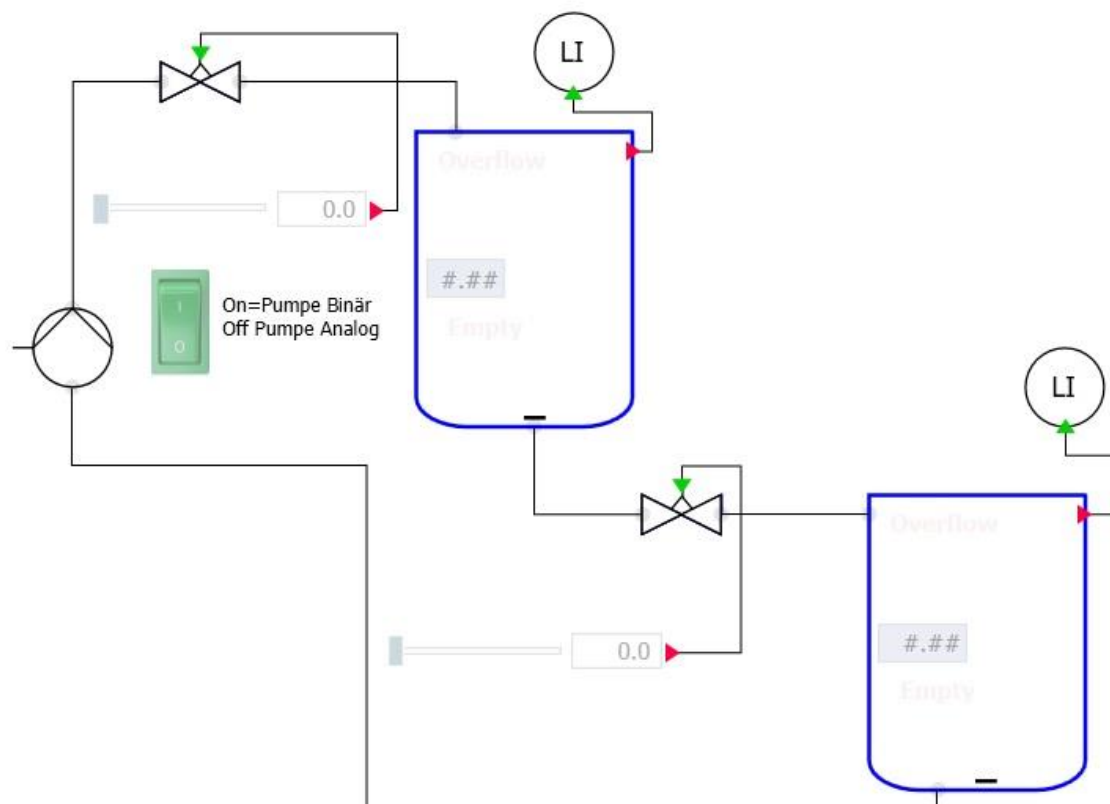 LI
Overflow
0.0
#.##
I
On=Pumpe Binär
Off Pumpe Analog
O
Empty
LI
Overflow
0.0
#.##
Empty